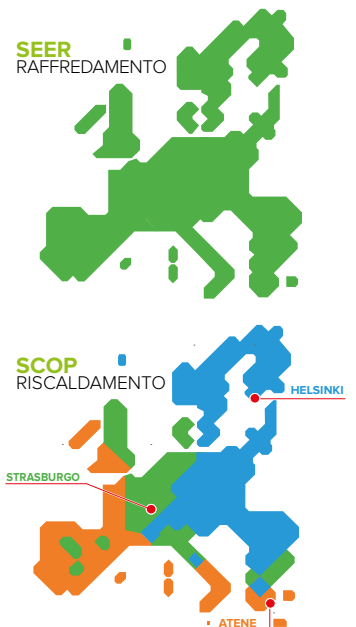 SEER
RAFFREDAMENTO
SCOP
RISCALDAMENTO
HELSINKI
STRASBURGO
ATENE